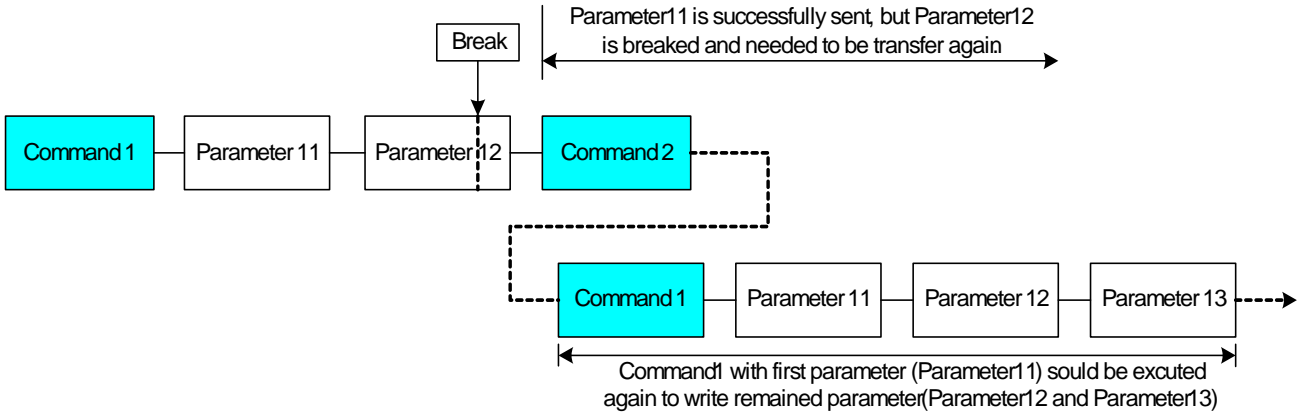 Parameter11 is successfully sent, but Parameter12
is breaked and needed to be transfer again.
Break
Command 1
Parameter 11
Parameter 12
Command 2
Command 1
Parameter 11
Parameter 12
Parameter 13
Command1 with first parameter (Parameter11) sould be excuted
again to write remained parameter(Parameter12 and Parameter13)